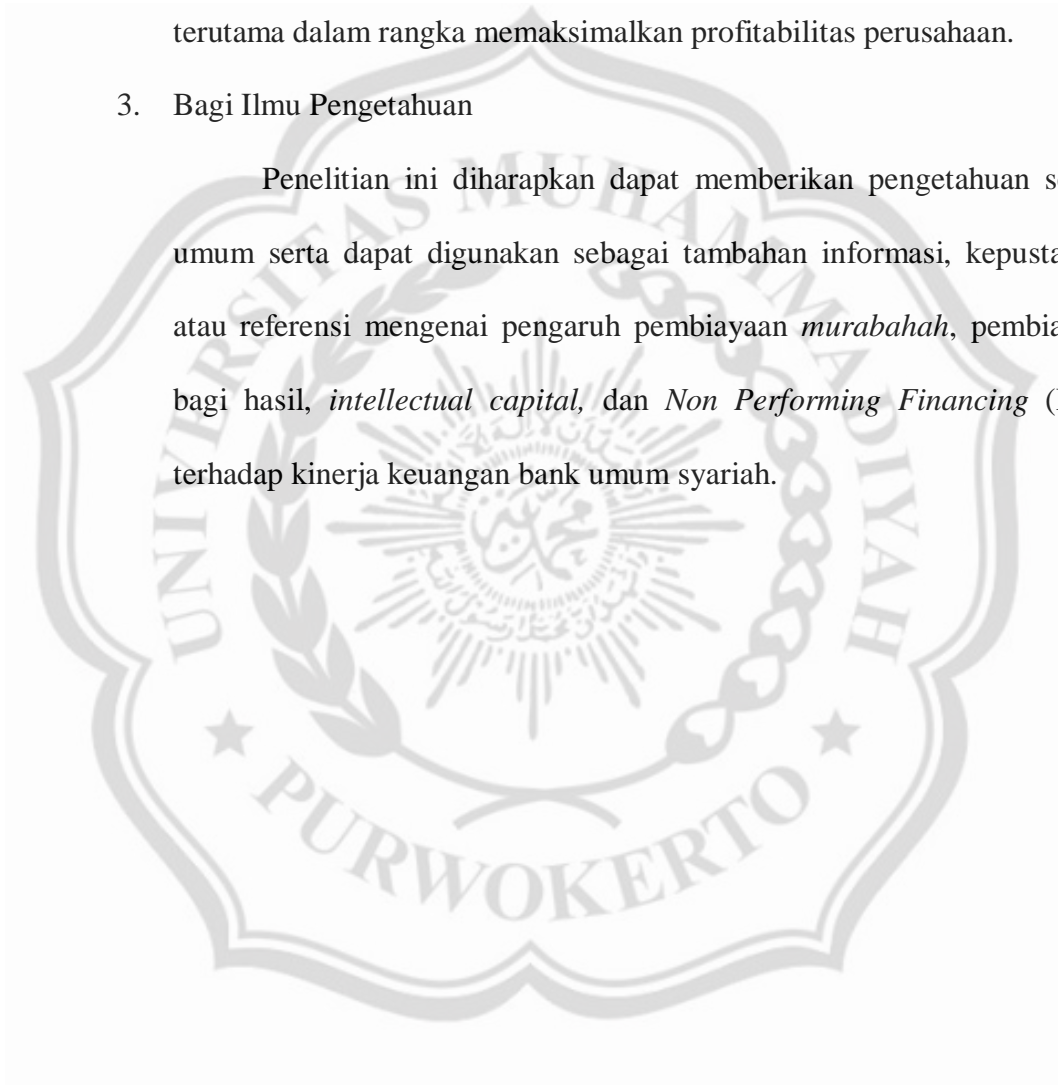 terutama dalam rangka memaksimalkan profitabilitas perusahaan.
3. Bagi Ilmu Pengetahuan
Penelitian ini diharapkan dapat memberikan pengetahuan
umum serta dapat digunakan sebagai tambahan informasi,
atau referensi mengenai pengaruh pembiayaan murabahah,
bagi hasil, intellectual capital, dan Non Performing Financing
terhadap kinerja keuangan bank umum syariah.
UNIVERSITAS MUHAMMADIYAH
PURWOKERTO